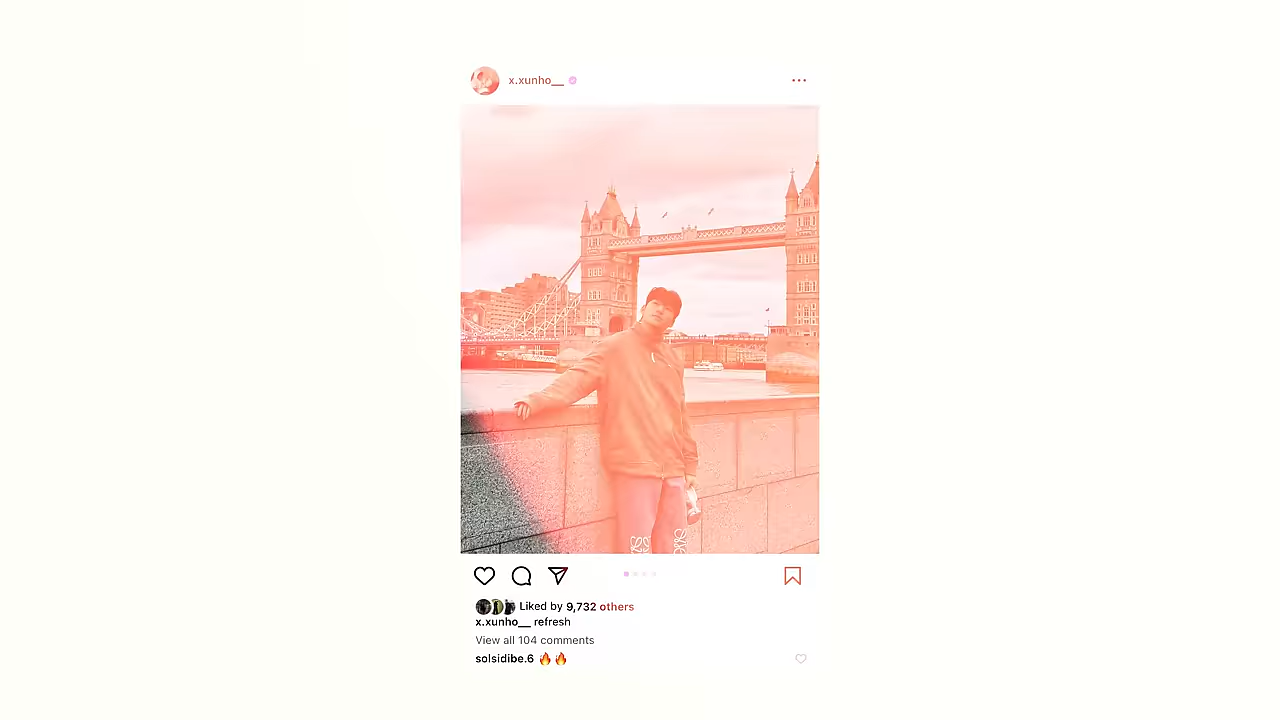 x.xunho__
Liked by 9,732 others
x.xunho__ refresh
View all 104 comments
solsidibe.6 🔥🔥